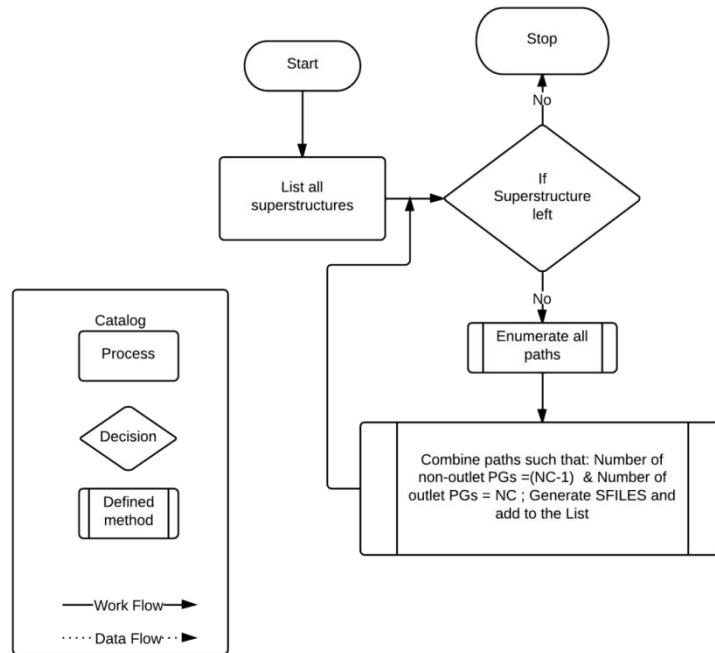 Stop
Start
No
If
Superstructure
left
List all
superstructures
No
Enumerate all
paths
Catalog
Process
Decision
Defined
method
Work Flow
Data Flow
Combine paths such that: Number of
non-outlet PGs =(NC-1) & Number of
outlet PGs = NC ; Generate SFILES and
add to the List